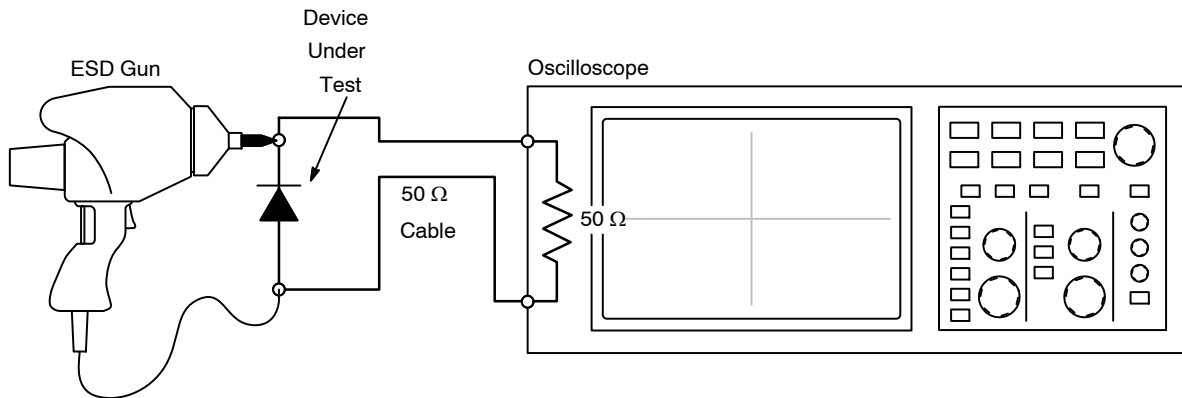 Device
Under
Test
ESD Gun
Oscilloscope
50 Ω
Cable
50 Ω